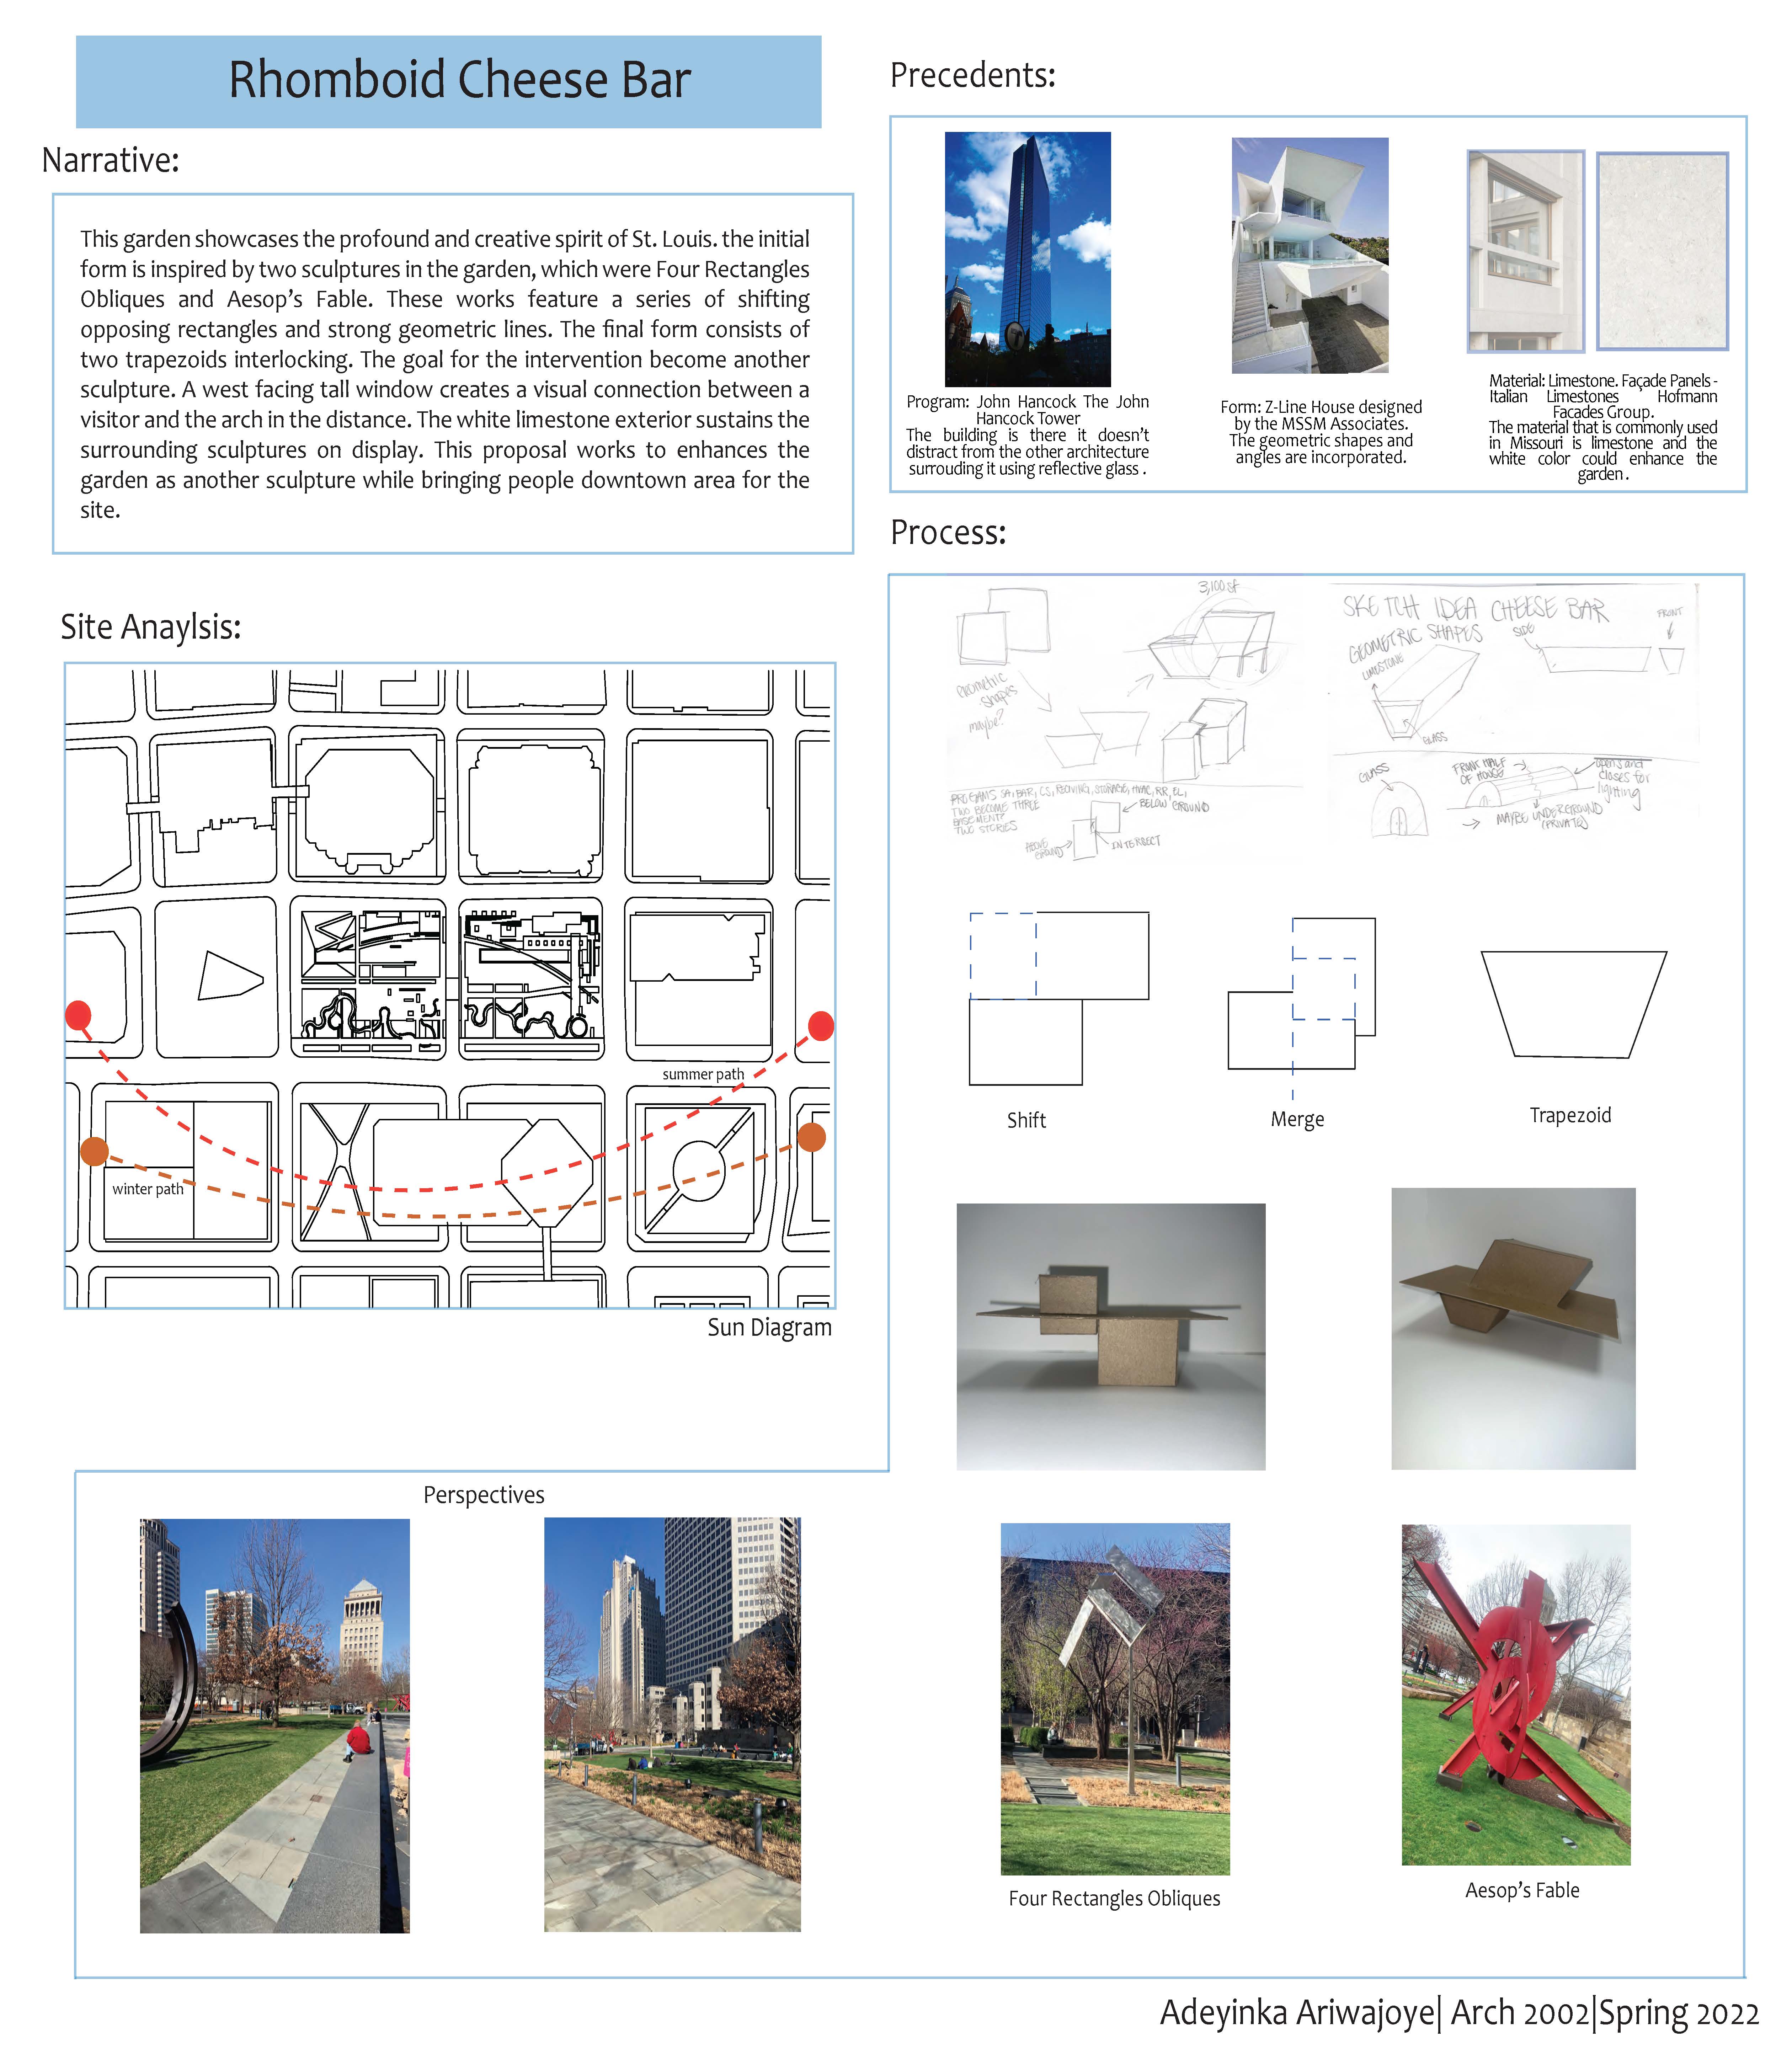 Rhomboid Cheese Bar
Narrative:
This garden showcases the profound and creative spirit of St. Louis. the initial
form is inspired by two sculptures in the garden, which were Four Rectangles
Obliques and Aesop's Fable. These works feature a series of shifting
opposing rectangles and strong geometric lines. The final form consists of
two trapezoids interlocking. The goal for the intervention become another
sculpture. A west facing tall window creates a visual connection between a
visitor and the arch in the distance. The white limestone exterior sustains the
surrounding sculptures on display. This proposal works to enhances the
garden as another sculpture while bringing people downtown area for the
site.
Site Anaylsis:
summer path
winter path
Sun Diagram
Precedents:
Program: John Hancock The John
Hancock Tower
The building is there it doesn't
distract from the other architecture
surrouding it using reflective glass .
Form: Z-Line House designed
by the MSSM Associates.
The geometric shapes and
angles are incorporated.
Material: Limestone. Façade Panels -
Italian Limestones Hofmann
Facades Group.
The material that is commonly used
in Missouri is limestone and the
white color could enhance the
garden .
Process:
3,100 sf
GEOMETRIC
SHAPES
maybe?
PROGRAMS SA, BAR, CS, RECIVING, STORAGE, HVAC, RR, EL,
TWO BECOME THREE
BASEMENT?
TWO STORIES
BELOW GROUND
ABOVE
GROUND
INTERSECT
SKETCH IDEA CHEESE BAR
GEOMETRIC SHAPES
LIMESTONE
GLASS
SIDE
FRONT
GLASS
FRONT HALF
OF HOUSE
opens and
closes for
lighting
MAYBE UNDERGROUND
(PRIVATE)
Shift
Merge
Trapezoid
Perspectives
Four Rectangles Obliques
Aesop's Fable
Adeyinka Ariwajoye| Arch 2002|Spring 2022